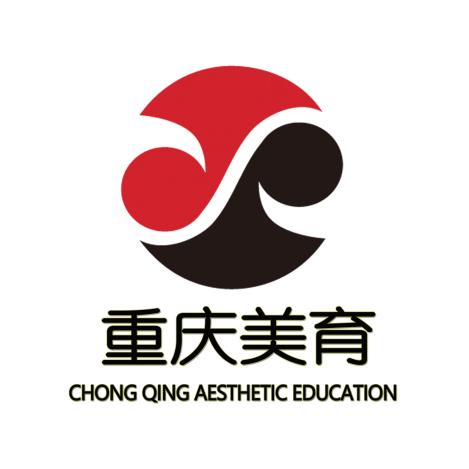 重庆美育
CHONG QING AESTHETIC EDUCATION